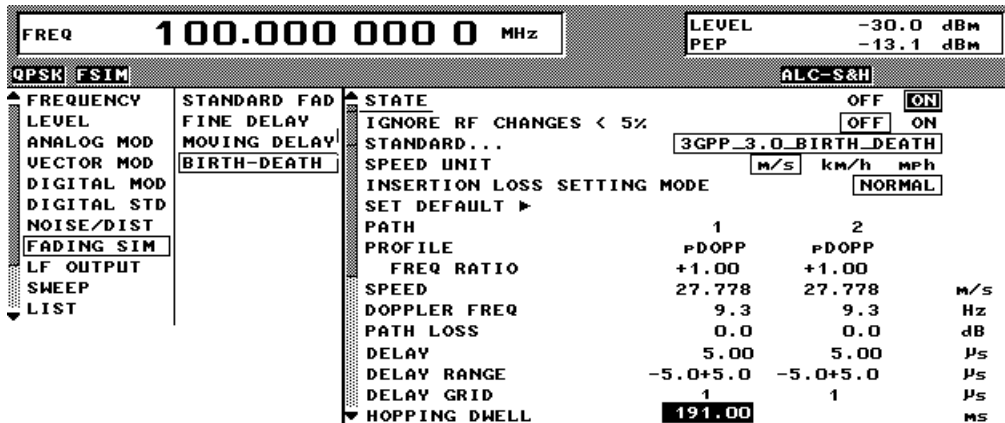 FREQ 100.000 000 0 MHz
LEVEL -30.0 dBm
PEP -13.1 dBm
QPSK FSIM ALC-S&H
FREQUENCY
LEVEL
ANALOG MOD
VECTOR MOD
DIGITAL MOD
DIGITAL STD
NOISE/DIST
FADING SIM
LF OUTPUT
SWEEP
LIST
STANDARD FAD
FINE DELAY
MOVING DELAY
BIRTH-DEATH
STATE OFF ON
IGNORE RF CHANGES < 5% OFF ON
STANDARD... 3GPP_3.0_BIRTH_DEATH
SPEED UNIT m/s km/h mph
INSERTION LOSS SETTING MODE NORMAL
SET DEFAULT ▶
PATH 1 2
PROFILE pDOPP pDOPP
FREQ RATIO +1.00 +1.00
SPEED 27.778 27.778 m/s
DOPPLER FREQ 9.3 9.3 Hz
PATH LOSS 0.0 0.0 dB
DELAY 5.00 5.00 µs
DELAY RANGE -5.0+5.0 -5.0+5.0 µs
DELAY GRID 1 1 µs
HOPPING DWELL 191.00 ms